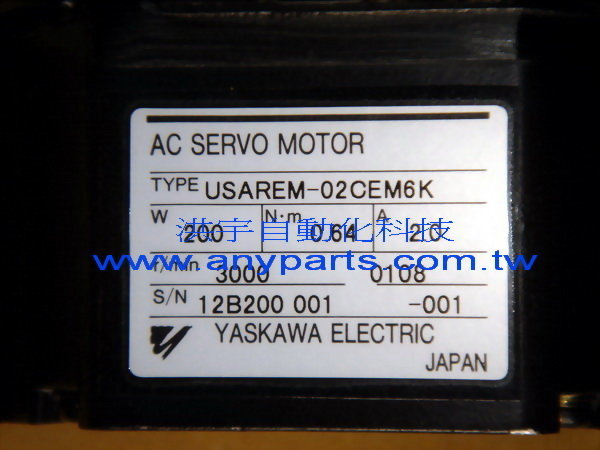 AC SERVO MOTOR
TYPE USAREM-02CEM6K
W 200 N·m 0.64 A 2.0
洪宇自動化科技
www.anyparts.com.tw
r/min 3000 0108
S/N 12B200 001 -001
YASKAWA ELECTRIC
JAPAN